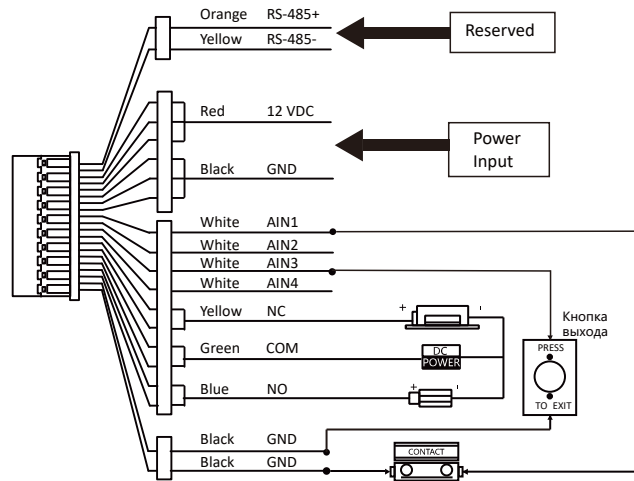 Orange RS-485+
Yellow RS-485-
Reserved
Red 12 VDC
Power
Input
Black GND
White AIN1
White AIN2
White AIN3
White AIN4
Yellow NC
+ -
Green COM
DC
POWER
Blue NO
+ -
Кнопка
выхода
PRESS
TO EXIT
Black GND
Black GND
CONTACT